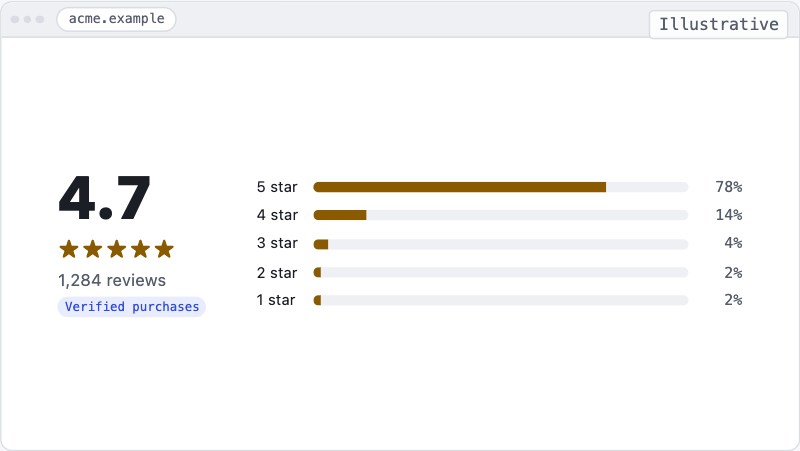 acme.example
Illustrative
4.7
1,284 reviews
Verified purchases
5 star 78%
4 star 14%
3 star 4%
2 star 2%
1 star 2%